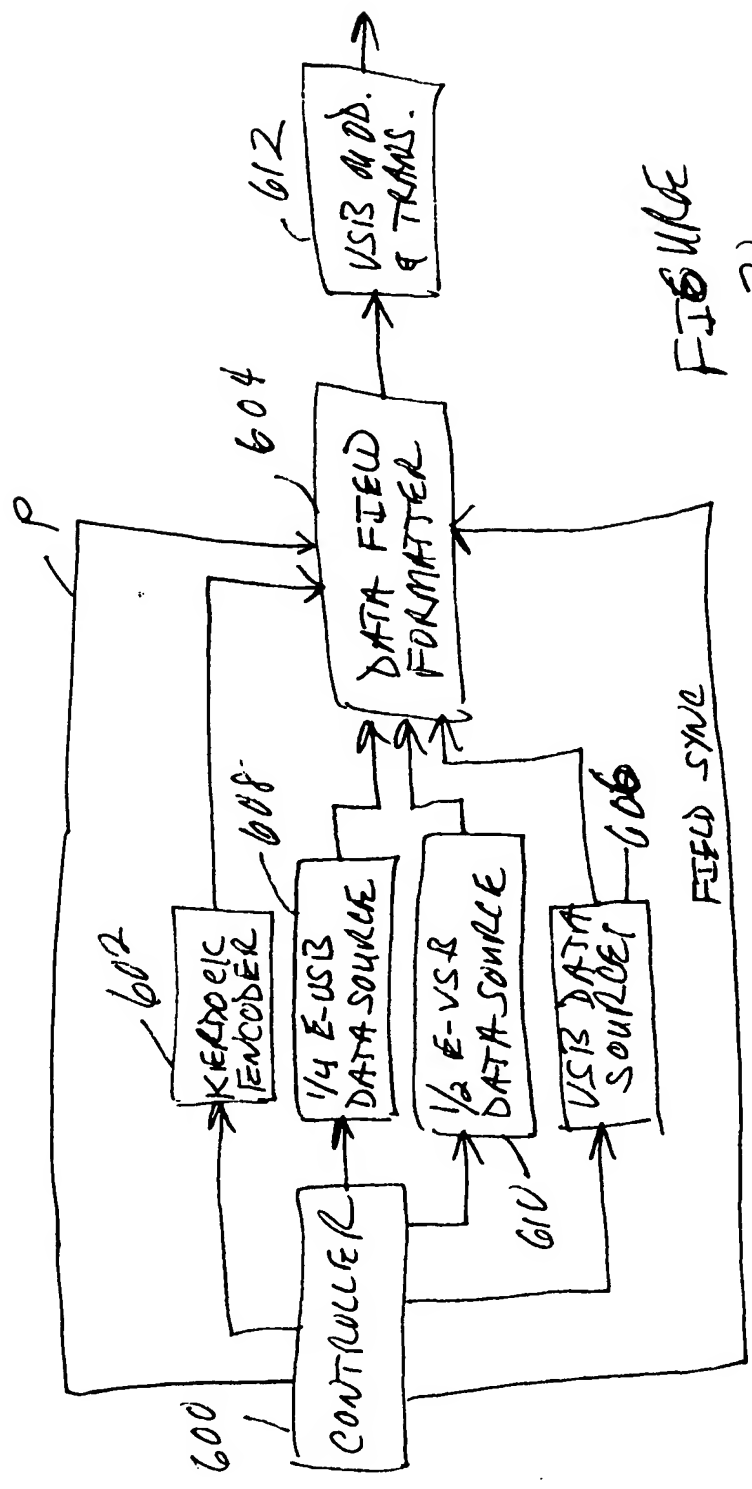 600
CONTROLLER
602
KERDOCK
ENCODER
608
1/4 E-VSB
DATA SOURCE
610
1/2 E-VSB
DATA SOURCE
606
VSB DATA
SOURCE
P
FIELD SYNC
604
DATA FIELD
FORMATTER
612
VSB MOD.
& TRANS.
FIGURE